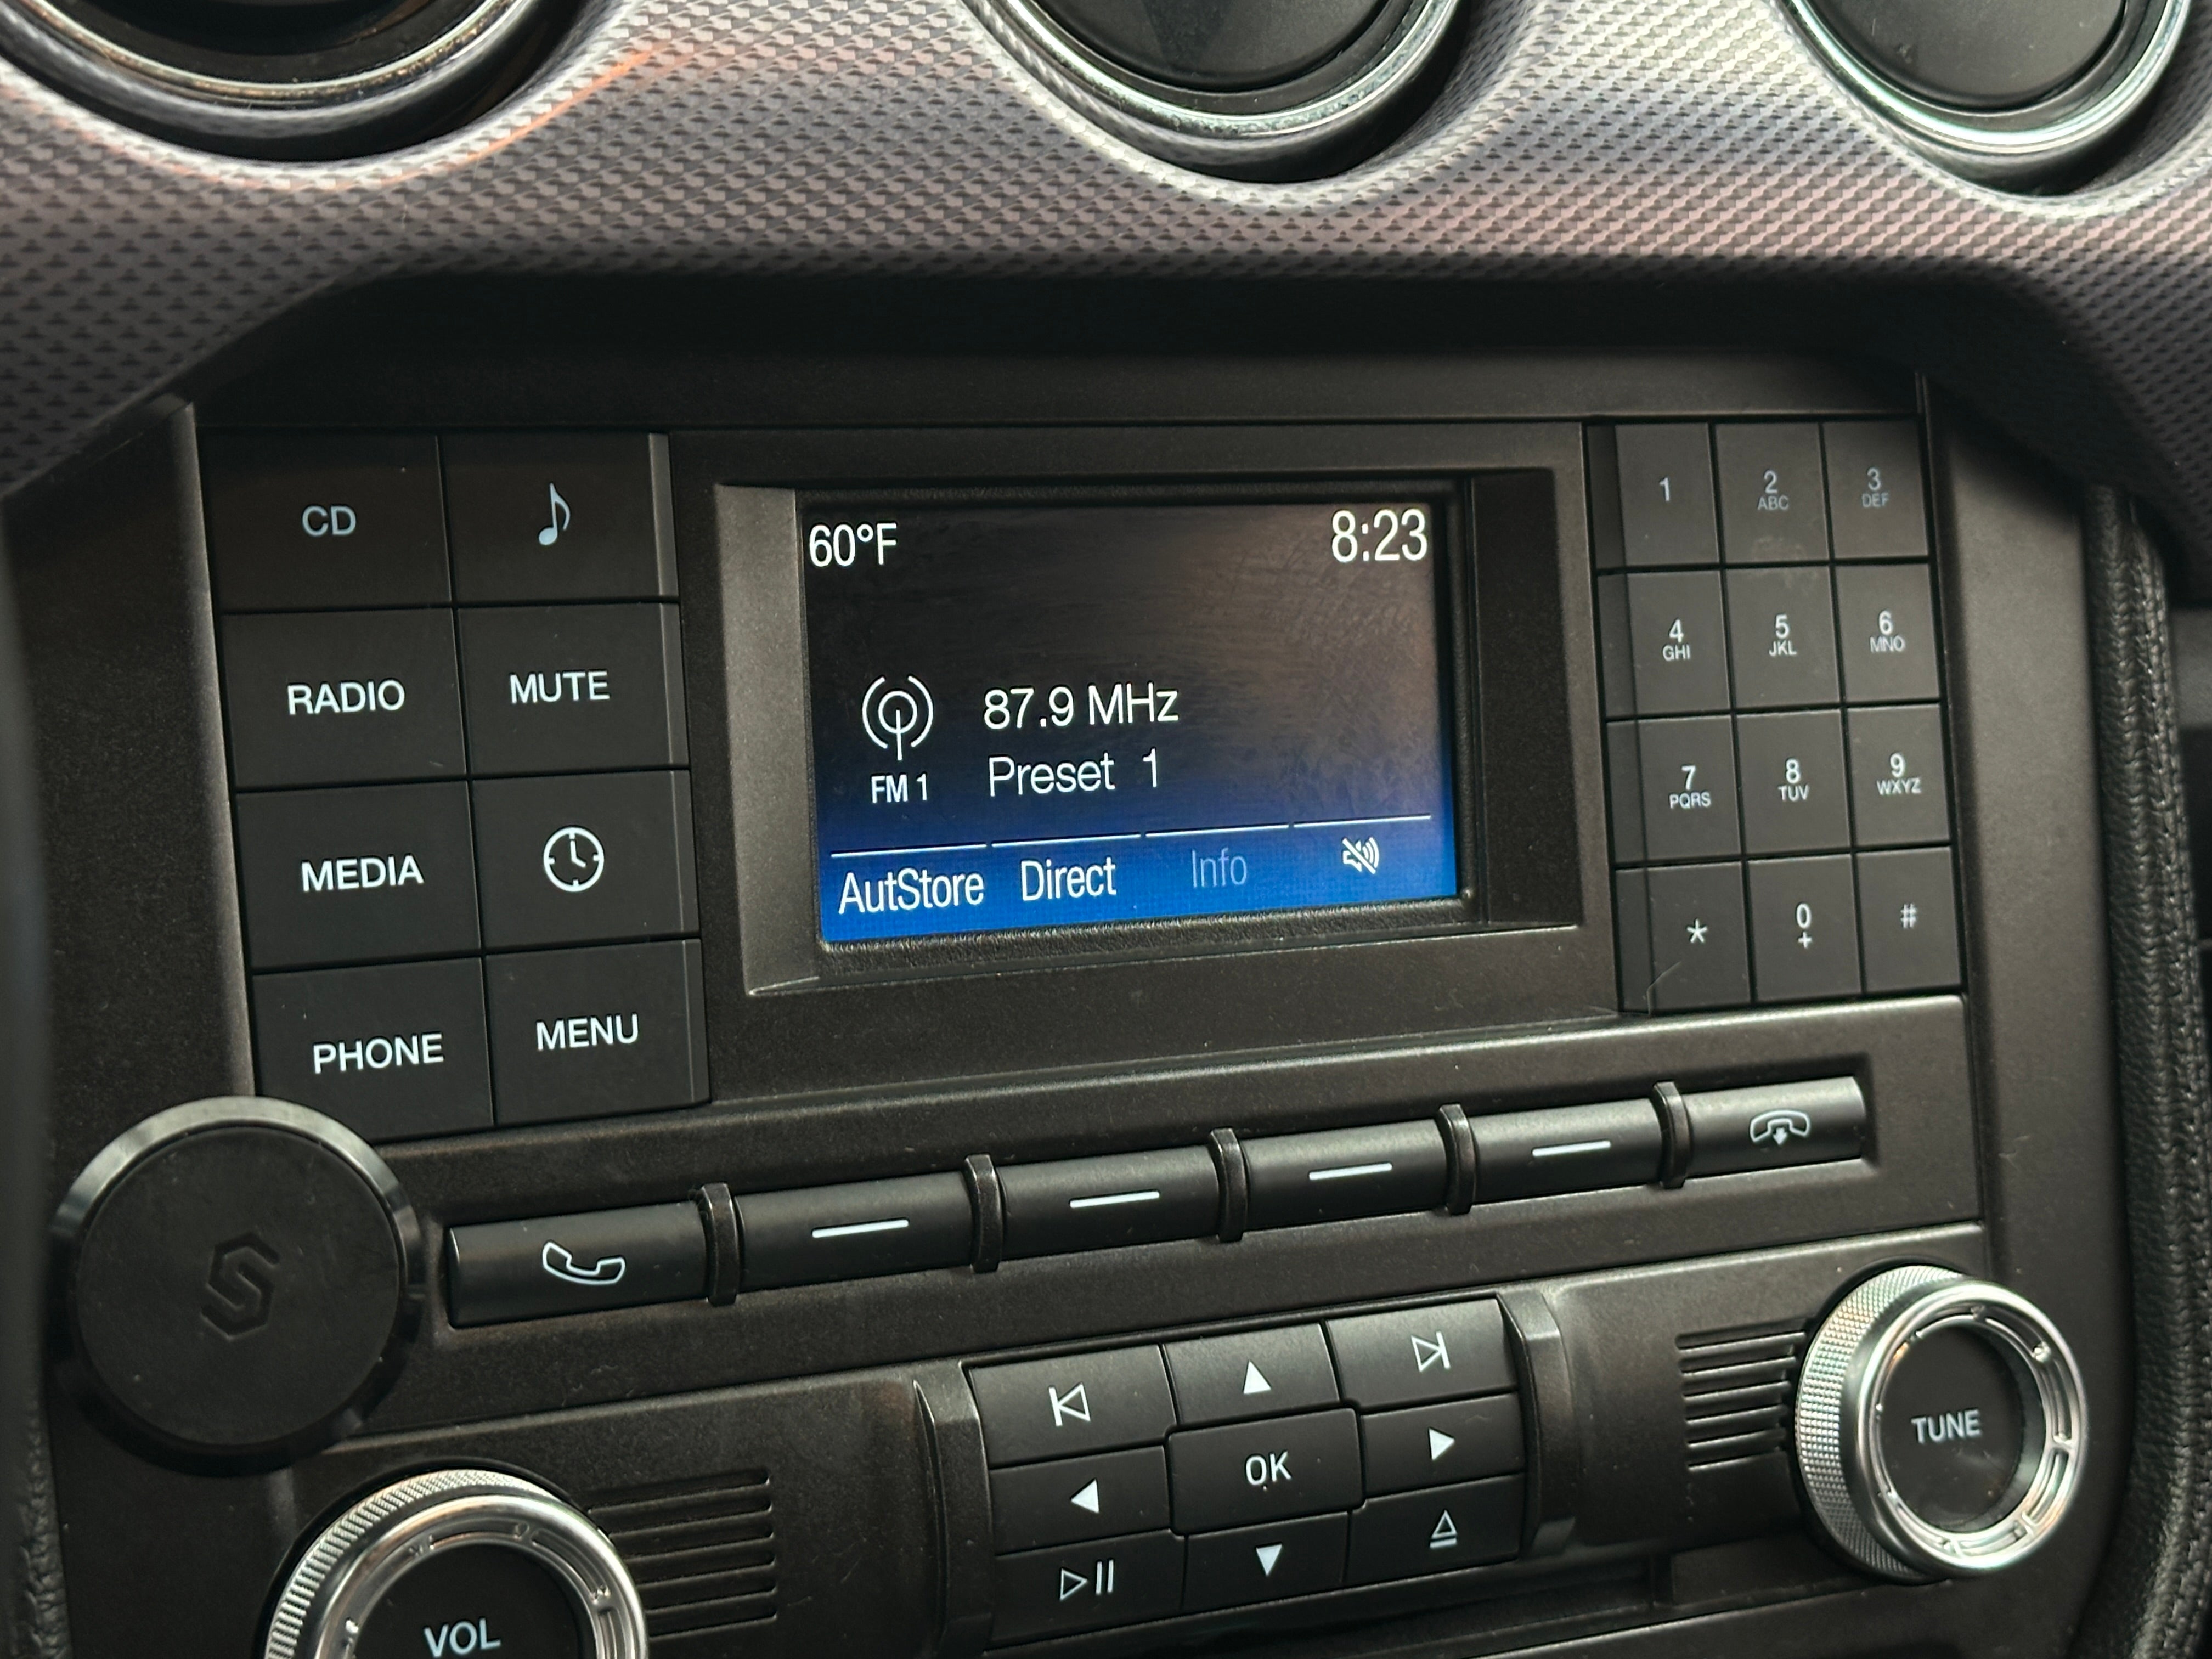 60°F 8:23
87.9 MHz
FM 1 Preset 1
AutStore Direct Info
CD
RADIO MUTE
MEDIA
PHONE MENU
1 2 3
ABC DEF
4 5 6
GHI JKL MNO
7 8 9
PQRS TUV WXYZ
* 0 #
+
S
OK
TUNE
VOL